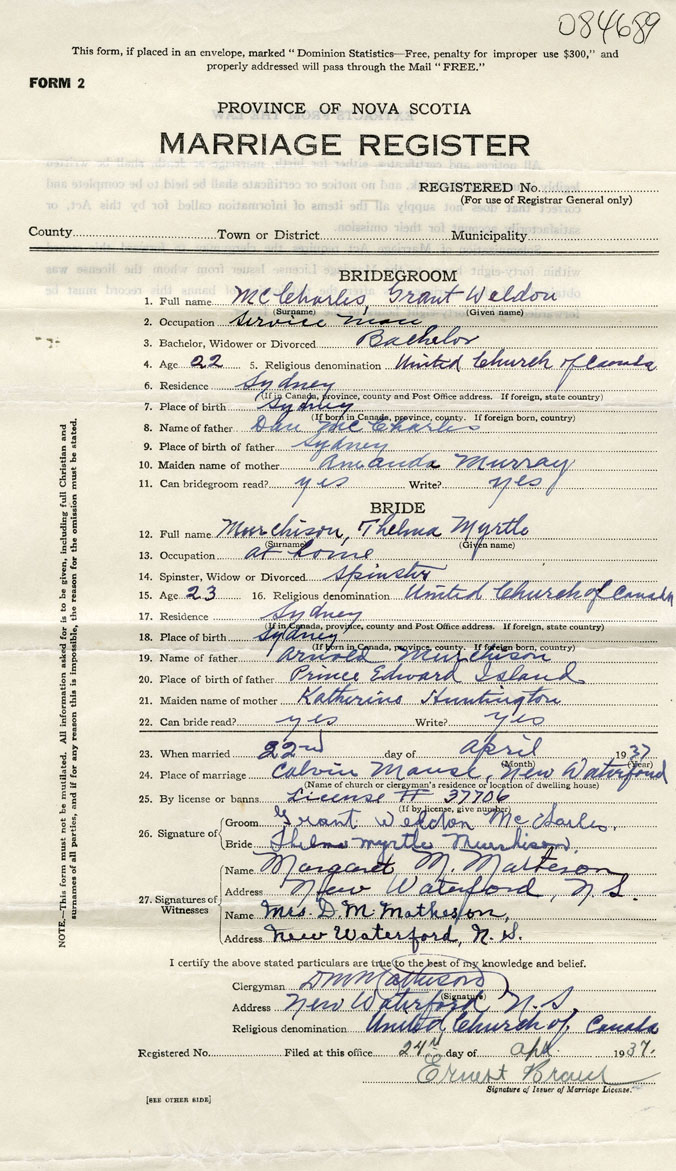 084689
This form, if placed in an envelope, marked "Dominion Statistics—Free, penalty for improper use $300," and
properly addressed will pass through the Mail "FREE."
FORM 2
PROVINCE OF NOVA SCOTIA
MARRIAGE REGISTER
REGISTERED No.
(For use of Registrar General only)
County Town or District Municipality
BRIDEGROOM
1. Full name McCharles, Grant Weldon
(Surname) (Given name)
2. Occupation Service man
3. Bachelor, Widower or Divorced Bachelor
4. Age 22 5. Religious denomination United Church of Canada
6. Residence Sydney
(If in Canada, province, county and Post Office address. If foreign, state country)
7. Place of birth Sydney
(If born in Canada, province, county. If foreign born, country)
8. Name of father Dan McCharles
9. Place of birth of father Sydney
10. Maiden name of mother Amanda Murray
11. Can bridegroom read? yes Write? yes
BRIDE
12. Full name Murchison, Thelma Myrtle
(Surname) (Given name)
13. Occupation at home
14. Spinster, Widow or Divorced Spinster
15. Age 23 16. Religious denomination United Church of Canada
17. Residence Sydney
(If in Canada, province, county and Post Office address. If foreign, state country)
18. Place of birth Sydney
(If born in Canada, province, county. If foreign born, country)
19. Name of father Arnold Murchison
20. Place of birth of father Prince Edward Island
21. Maiden name of mother Katherine Huntington
22. Can bride read? yes Write? yes
23. When married 22nd day of April 1937
(Month) (Year)
24. Place of marriage Calvin Manse, New Waterford
(Name of church or clergyman's residence or location of dwelling house)
25. By license or banns License # 37706
(If by license, give number)
26. Signature of
Groom Grant Weldon McCharles
Bride Thelma Myrtle Murchison
27. Signatures of Witnesses
Name Margaret M. Matheson
Address New Waterford, N.S.
Name Mrs. D. M. Matheson,
Address New Waterford, N.S.
I certify the above stated particulars are true to the best of my knowledge and belief.
Clergyman D M Matheson
(Signature)
Address New Waterford N.S.
Religious denomination United Church of Canada
Registered No. Filed at this office 24th day of Apl 1937.
Ernest
Signature of Issuer of Marriage License.
[SEE OTHER SIDE]
NOTE.—This form must not be mutilated. All information asked for is to be given, including full Christian and
surnames of all parties, and if for any reason this is impossible, the reason for the omission must be stated.